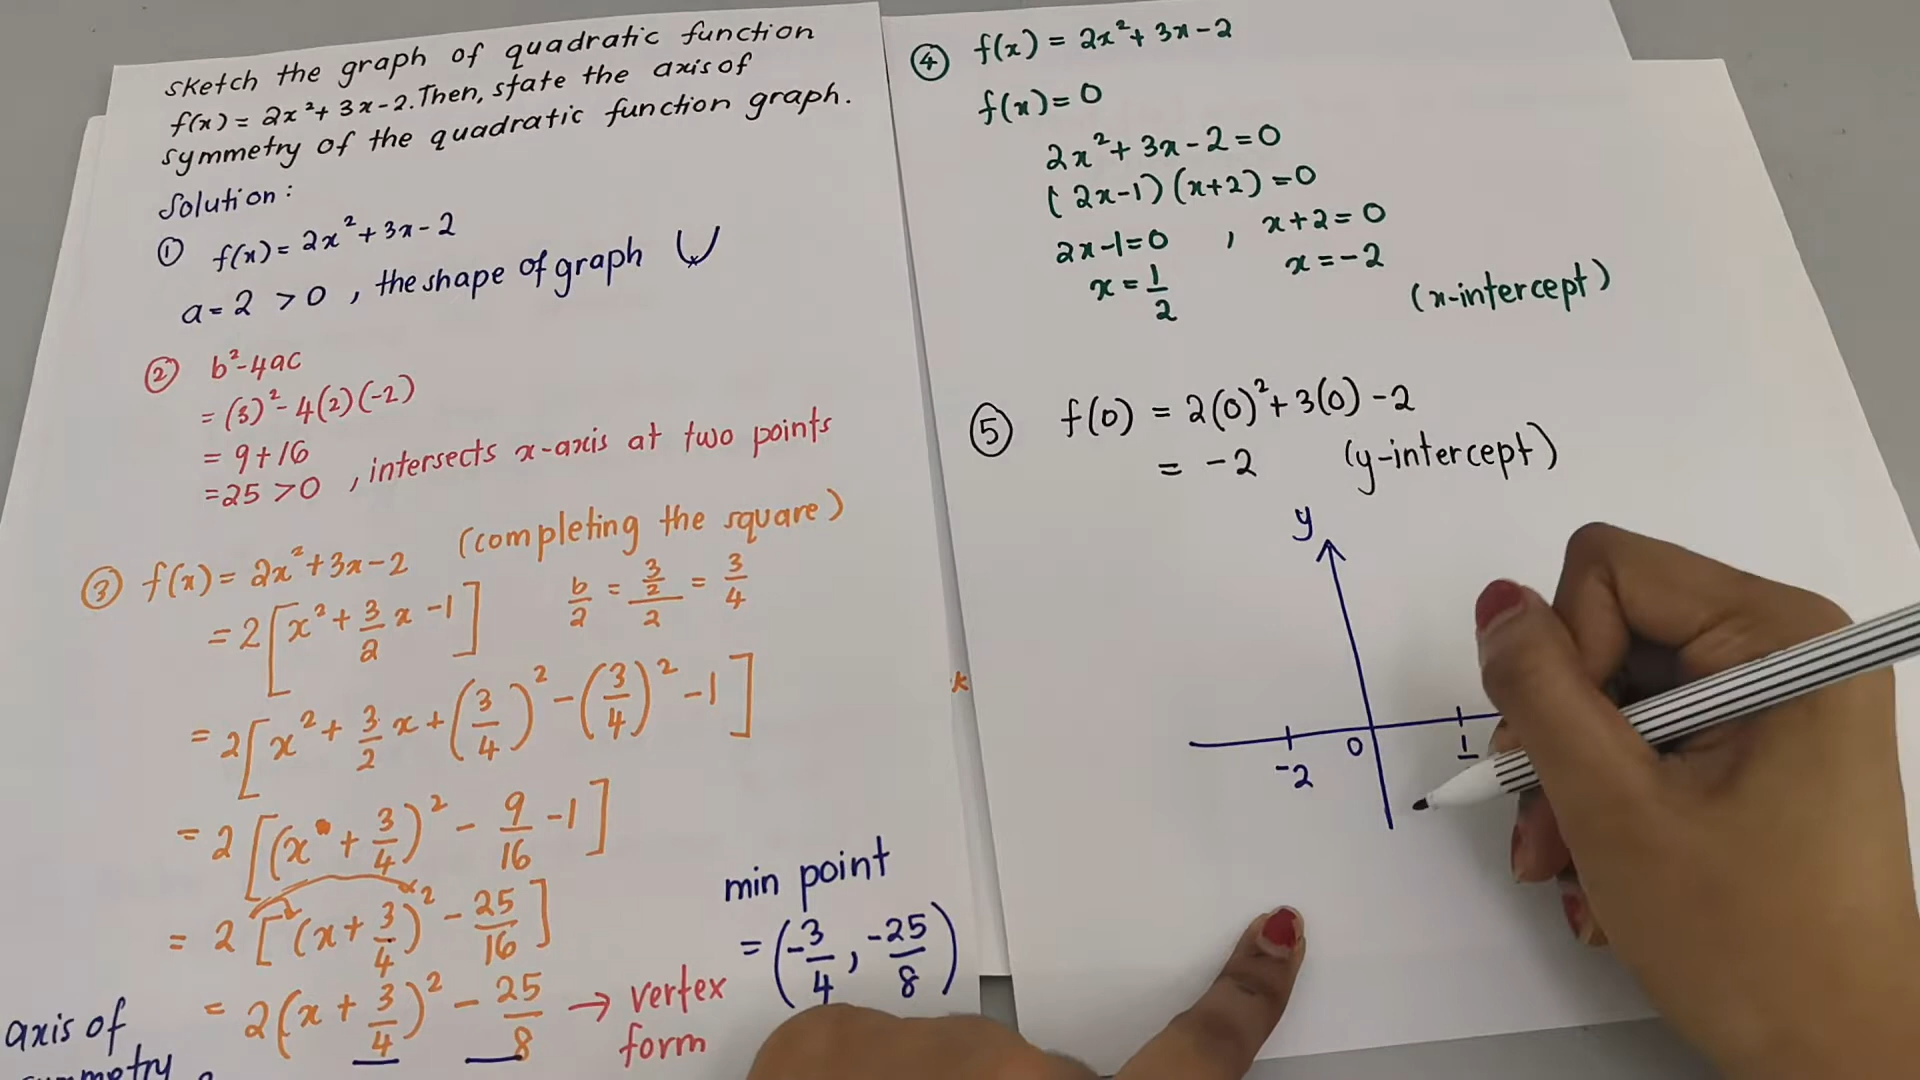 sketch the graph of quadratic function
f(x) = 2x² + 3x - 2. Then, state the axis of
symmetry of the quadratic function graph.
Solution:
① f(x) = 2x² + 3x - 2
a = 2 > 0 , the shape of graph
② b² - 4ac
= (3)² - 4(2)(-2)
= 9 + 16
= 25 > 0 , intersects x-axis at two points
(completing the square)
③ f(x) = 2x² + 3x - 2
= 2[x² + 3/2 x - 1] b/2 = (3/2)/2 = 3/4
= 2[x² + 3/2 x + (3/4)² - (3/4)² - 1]
= 2[(x + 3/4)² - 9/16 - 1]
= 2[(x + 3/4)² - 25/16]
= 2(x + 3/4)² - 25/8 → vertex form
min point
= (-3/4, -25/8)
axis of
④ f(x) = 2x² + 3x - 2
f(x) = 0
2x² + 3x - 2 = 0
(2x - 1)(x + 2) = 0
2x - 1 = 0 , x + 2 = 0
x = 1/2 x = -2
(x-intercept)
⑤ f(0) = 2(0)² + 3(0) - 2
= -2 (y-intercept)
y
-2 0 1